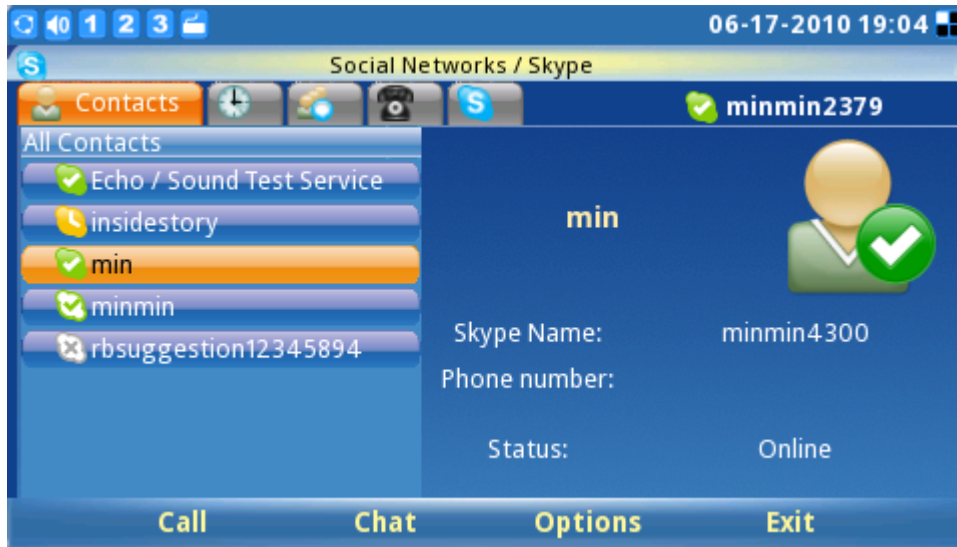 1 2 3 06-17-2010 19:04
Social Networks / Skype
Contacts minmin2379
All Contacts
Echo / Sound Test Service
insidestory
min
minmin
rbsuggestion12345894
min
Skype Name: minmin4300
Phone number:
Status: Online
Call Chat Options Exit